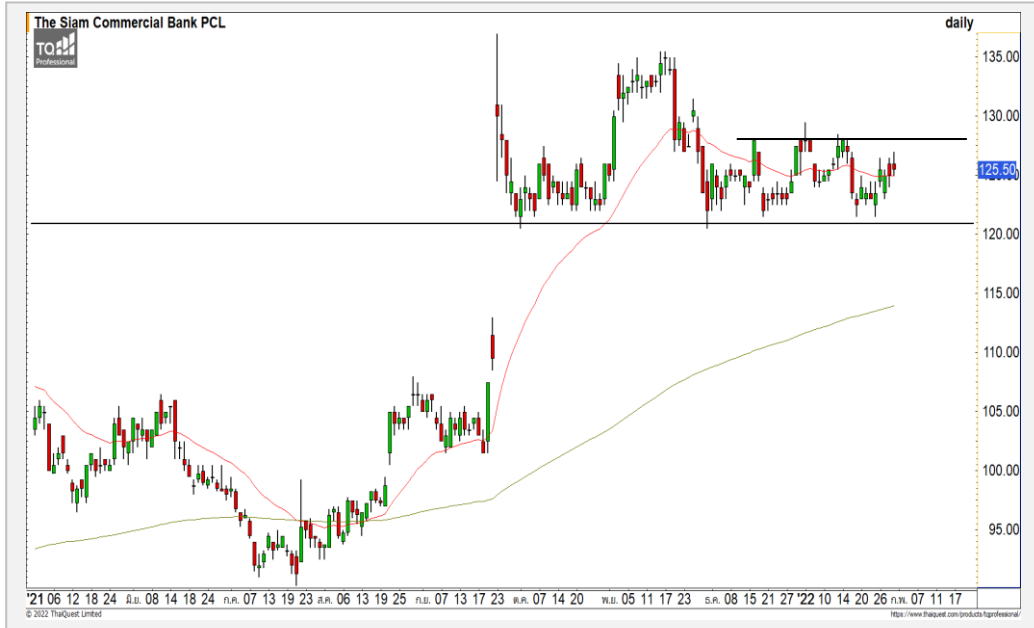 The Siam Commercial Bank PCL
daily
TQ
Professional
135.00
130.00
125.50
125.00
120.00
115.00
110.00
105.00
100.00
95.00
'21 06 12 18 24 มิ.ย. 08 14 18 24 ก.ค. 07 13 19 23 ส.ค. 06 13 19 25 ก.ย. 07 13 17 23 ต.ค. 07 14 20 พ.ย. 05 11 17 23 ธ.ค. 08 15 21 27 '22 10 14 20 26 ก.พ. 07 11 17
© 2022 ThaiQuest Limited
https://www.thaiquest.com/products/tqprofessional/